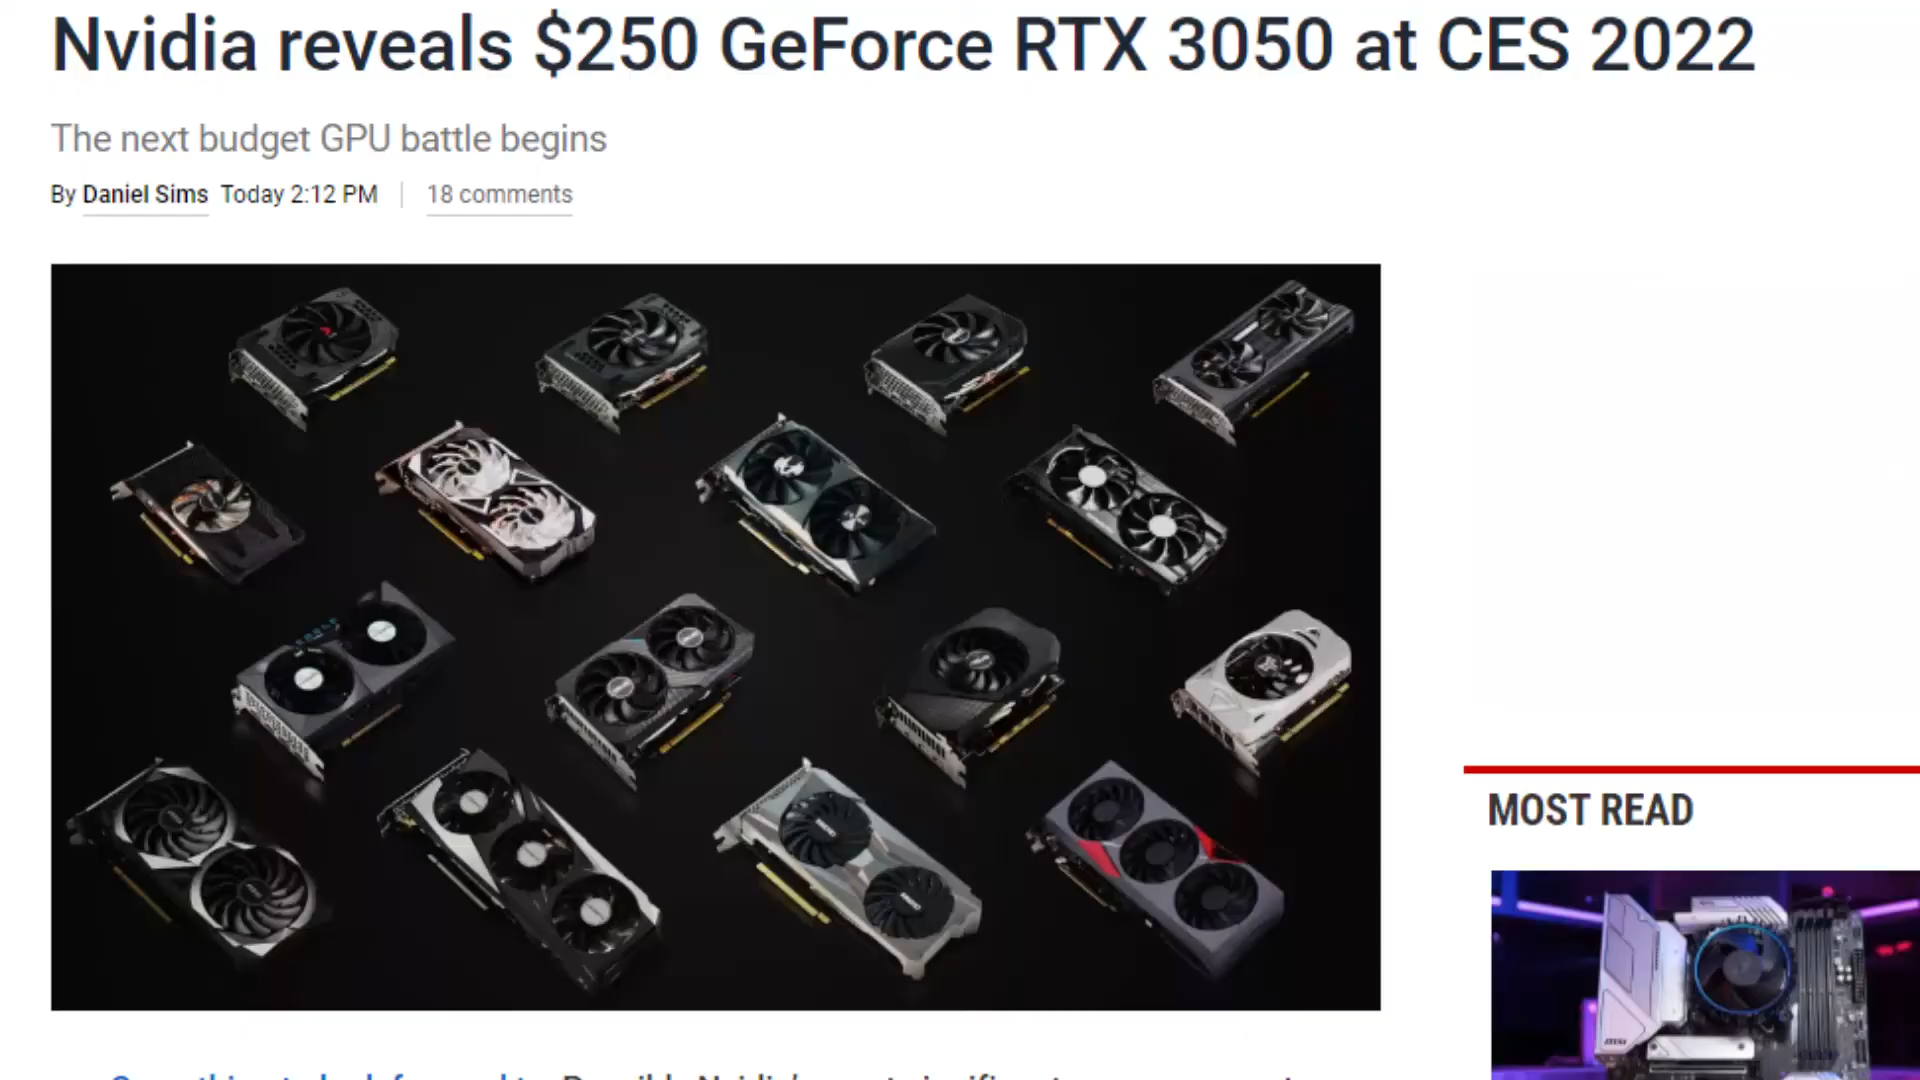 Nvidia reveals $250 GeForce RTX 3050 at CES 2022
The next budget GPU battle begins
By Daniel Sims Today 2:12 PM
18 comments
MOST READ